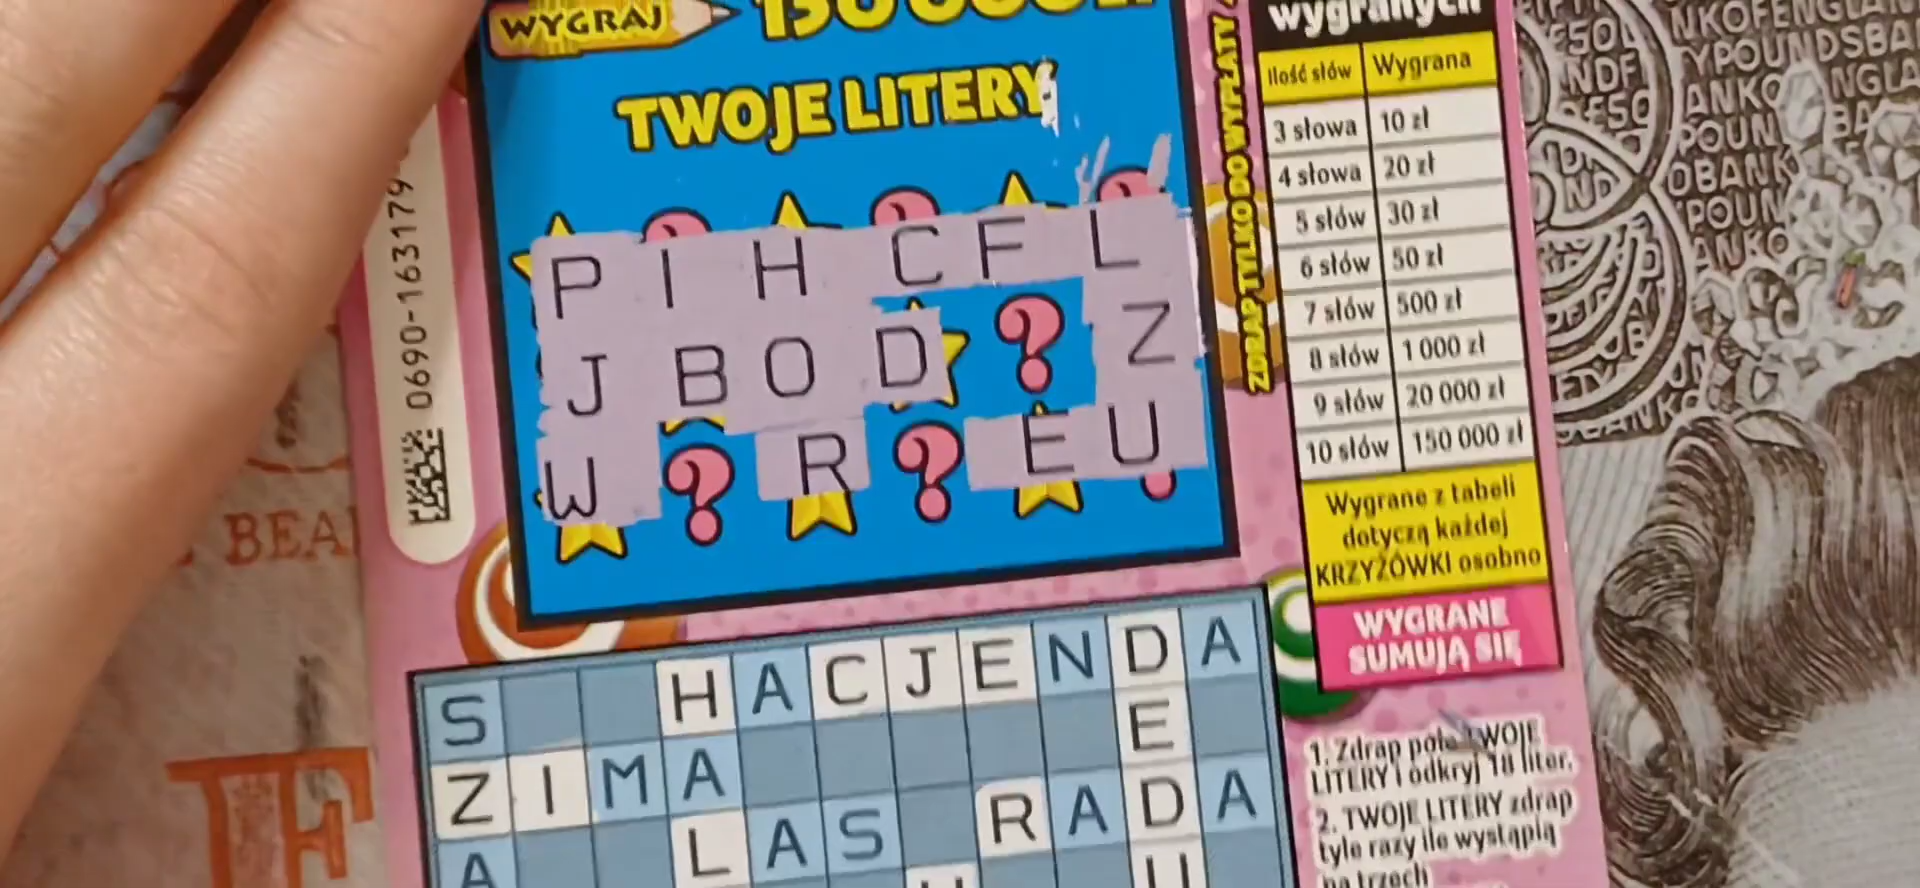 WYGRAJ
TWOJE LITERY
P I H C F L
J B O D Z
W R E U
0690-163179
ZDRAP TYLKO DO WYPŁATY
wygranych
Ilość słów Wygrana
3 słowa 10 zł
4 słowa 20 zł
5 słów 30 zł
6 słów 50 zł
7 słów 500 zł
8 słów 1 000 zł
9 słów 20 000 zł
10 słów 150 000 zł
Wygrane z tabeli
dotyczą każdej
KRZYŻÓWKI osobno
WYGRANE
SUMUJĄ SIĘ
1. Zdrap pole TWOJE
LITERY i odkryj 18 liter.
2. TWOJE LITERY zdrap
tyle razy ile wystąpią
na trzech
S HACJENDA
E
ZIMA
LAS RADA
A
BEA